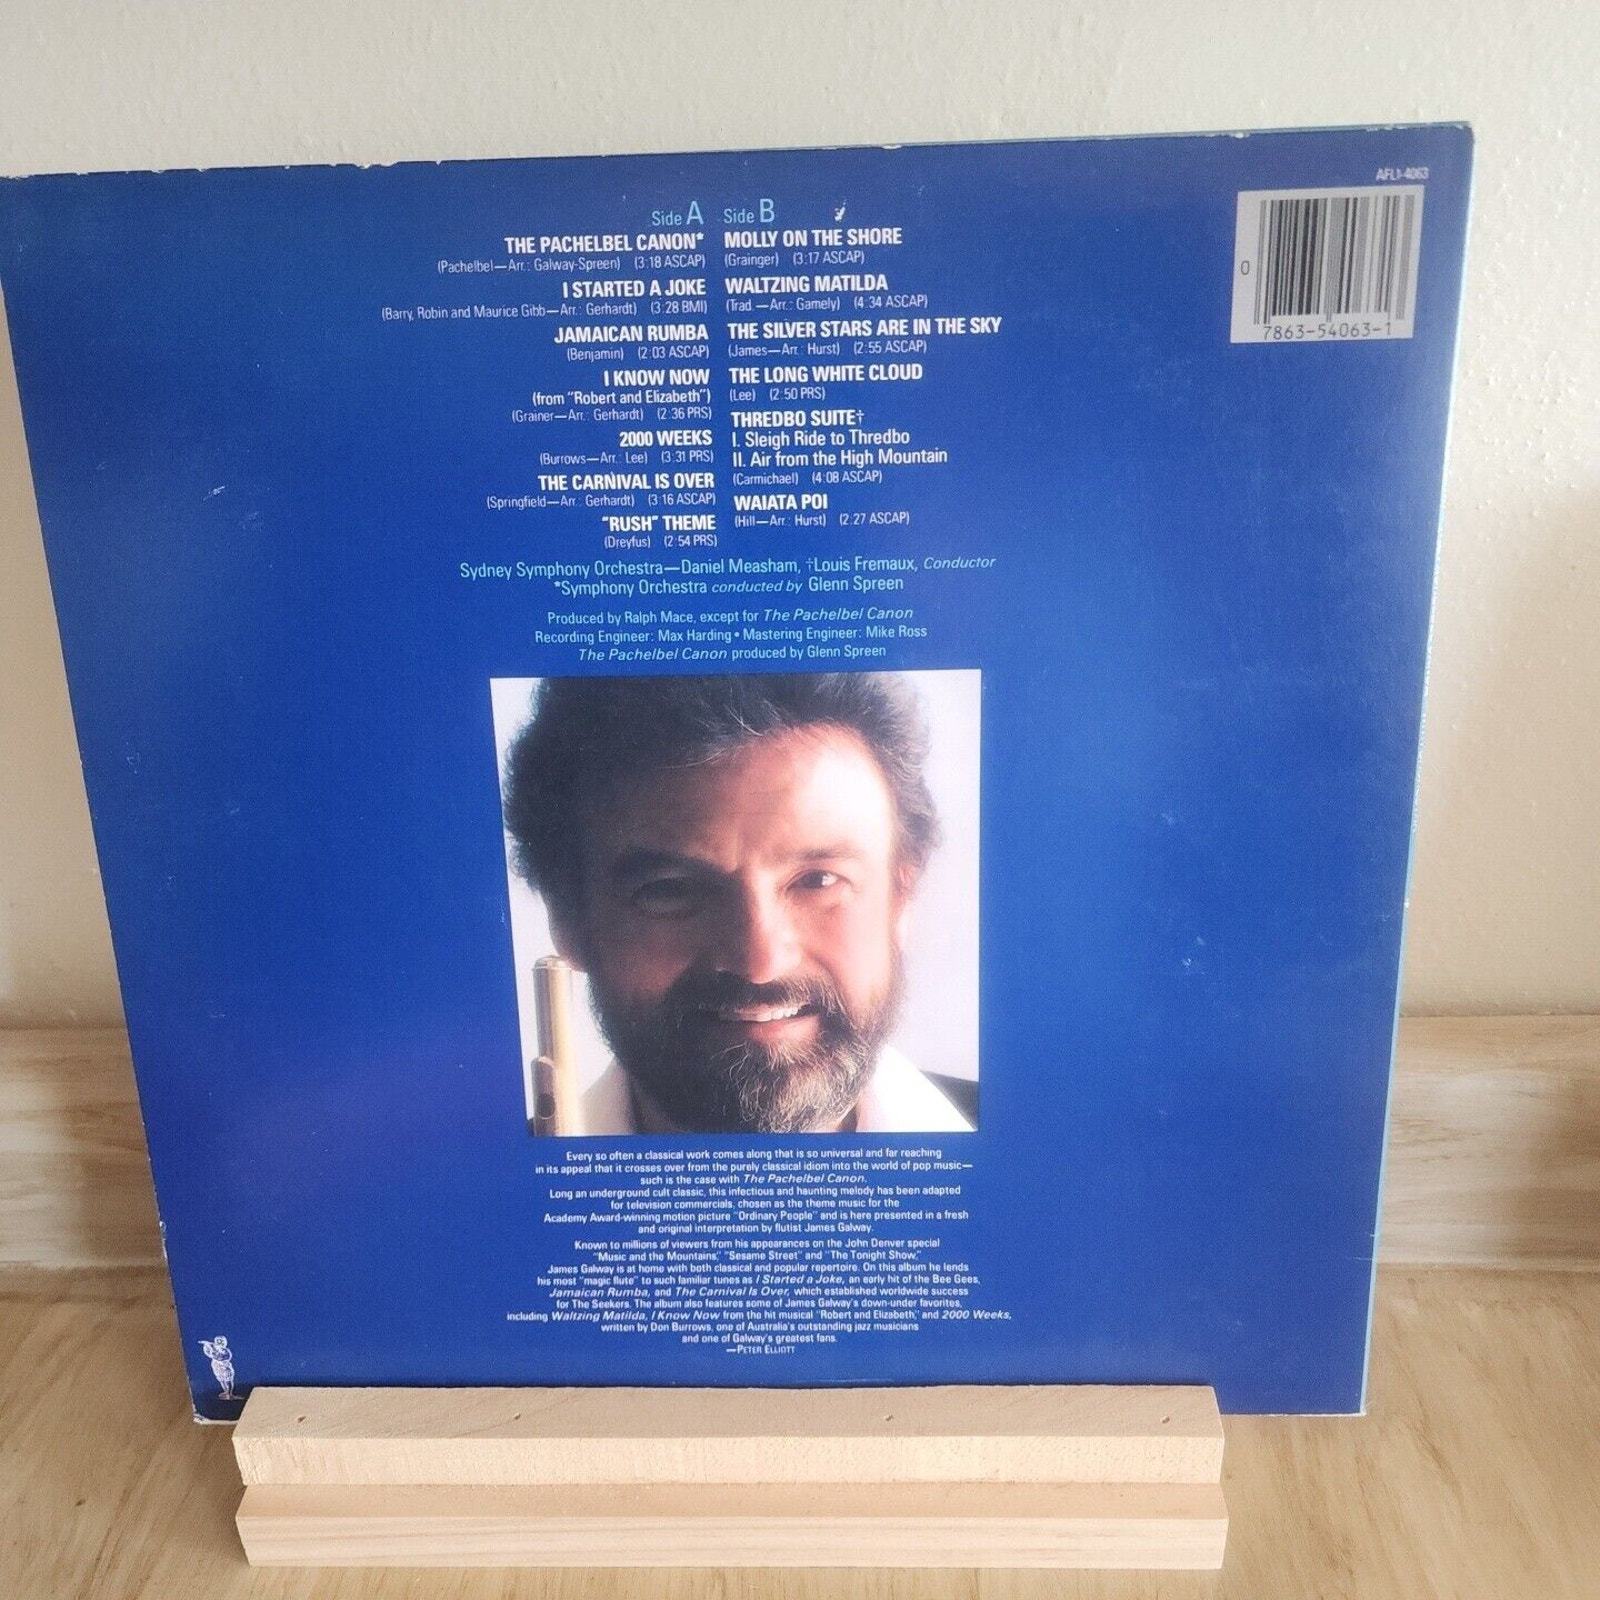 AFL1-4063
0
7863-54063-1
Side A
THE PACHELBEL CANON*
(Pachelbel—Arr.: Galway-Spreen) (3:18 ASCAP)
I STARTED A JOKE
(Barry, Robin and Maurice Gibb—Arr.: Gerhardt) (3:28 BMI)
JAMAICAN RUMBA
(Benjamin) (2:03 ASCAP)
I KNOW NOW
(from "Robert and Elizabeth")
(Grainer—Arr.: Gerhardt) (2:36 PRS)
2000 WEEKS
(Burrows—Arr.: Lee) (3:31 PRS)
THE CARNIVAL IS OVER
(Springfield—Arr.: Gerhardt) (3:16 ASCAP)
"RUSH" THEME
(Dreyfus) (2:54 PRS)
Side B
MOLLY ON THE SHORE
(Grainger) (3:17 ASCAP)
WALTZING MATILDA
(Trad.—Arr.: Gamely) (4:34 ASCAP)
THE SILVER STARS ARE IN THE SKY
(James—Arr.: Hurst) (2:55 ASCAP)
THE LONG WHITE CLOUD
(Lee) (2:50 PRS)
THREDBO SUITE†
I. Sleigh Ride to Thredbo
II. Air from the High Mountain
(Carmichael) (4:08 ASCAP)
WAIATA POI
(Hill—Arr.: Hurst) (2:27 ASCAP)
Sydney Symphony Orchestra—Daniel Measham, †Louis Fremaux, Conductor
*Symphony Orchestra conducted by Glenn Spreen
Produced by Ralph Mace, except for The Pachelbel Canon
Recording Engineer: Max Harding • Mastering Engineer: Mike Ross
The Pachelbel Canon produced by Glenn Spreen
Every so often a classical work comes along that is so universal and far reaching
in its appeal that it crosses over from the purely classical idiom into the world of pop music—
such is the case with The Pachelbel Canon.
Long an underground cult classic, this infectious and haunting melody has been adapted
for television commercials, chosen as the theme music for the
Academy Award-winning motion picture "Ordinary People" and is here presented in a fresh
and original interpretation by flutist James Galway.
Known to millions of viewers from his appearances on the John Denver special
"Music and the Mountains," "Sesame Street" and "The Tonight Show,"
James Galway is at home with both classical and popular repertoire. On this album he lends
his most "magic flute" to such familiar tunes as I Started a Joke, an early hit of the Bee Gees,
Jamaican Rumba, and The Carnival Is Over, which established worldwide success
for The Seekers. The album also features some of James Galway's down-under favorites,
including Waltzing Matilda, I Know Now from the hit musical "Robert and Elizabeth," and 2000 Weeks,
written by Don Burrows, one of Australia's outstanding jazz musicians
and one of Galway's greatest fans.
—PETER ELLIOTT